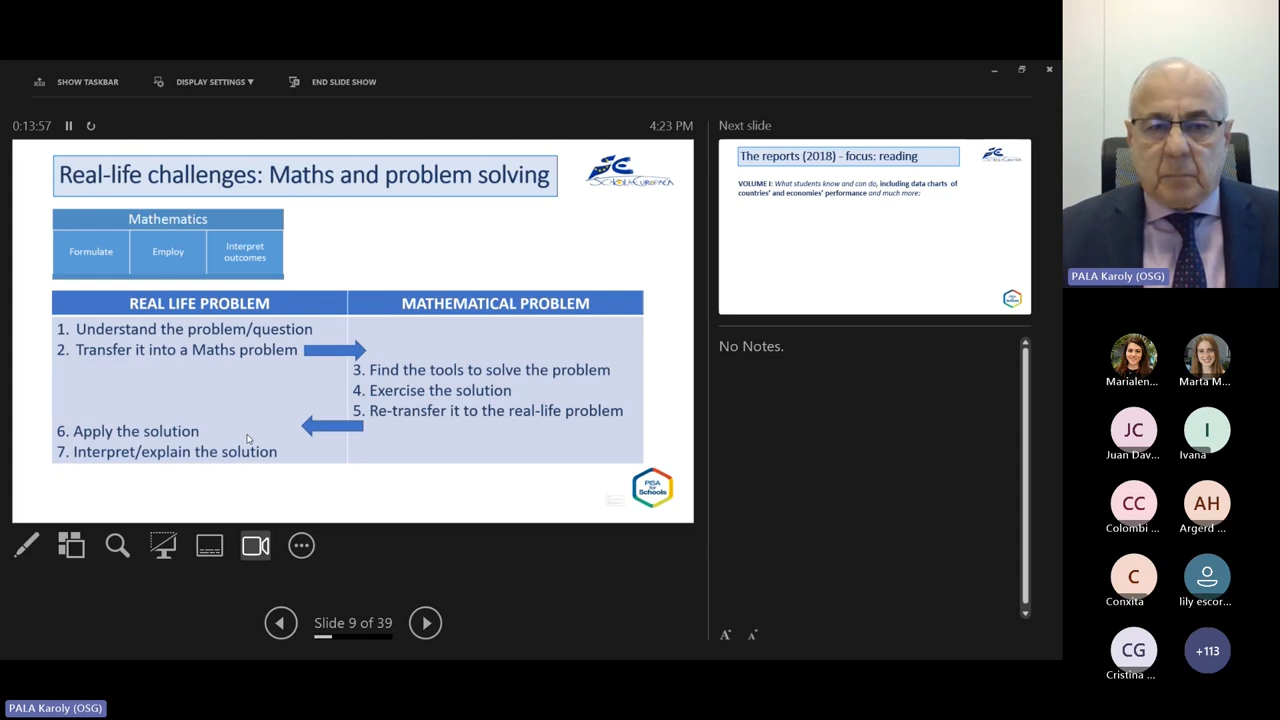 SHOW TASKBAR
DISPLAY SETTINGS ▾
END SLIDE SHOW
0:13:57
4:23 PM
Real-life challenges: Maths and problem solving
SCHOLA EUROPAEA
Mathematics
Formulate
Employ
Interpret
outcomes
REAL LIFE PROBLEM
MATHEMATICAL PROBLEM
1. Understand the problem/question
2. Transfer it into a Maths problem
3. Find the tools to solve the problem
4. Exercise the solution
5. Re-transfer it to the real-life problem
6. Apply the solution
7. Interpret/explain the solution
PISA
for
Schools
Slide 9 of 39
Next slide
The reports (2018) - focus: reading
VOLUME I: What students know and can do, including data charts of
countries' and economies' performance and much more:
No Notes.
A
A
PALA Karoly (OSG)
Marialen...
Marta M...
JC
Juan Dav...
I
Ivana
CC
Colombi ...
AH
Argerd ...
C
Conxita
lily escor...
CG
Cristina ...
+113
PALA Karoly (OSG)